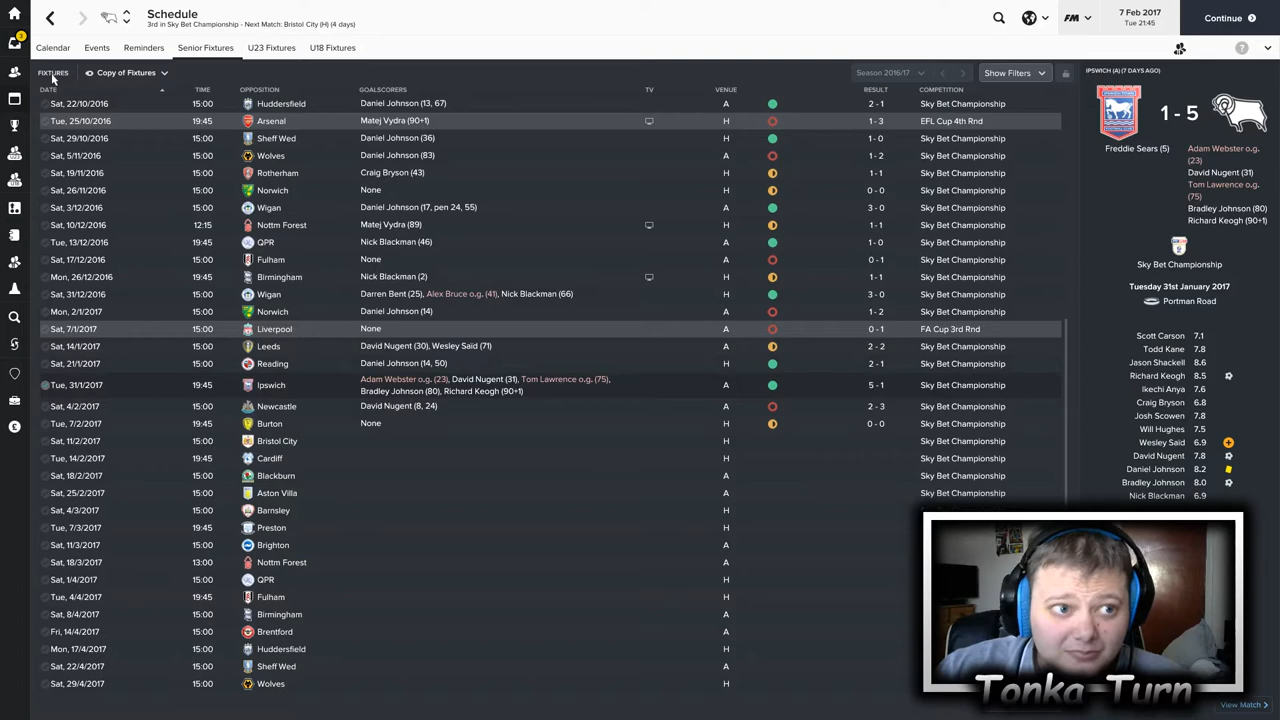 Schedule
3rd in Sky Bet Championship - Next Match: Bristol City (H) (4 days)
FM
7 Feb 2017
Tue 21:45
Continue
3
Calendar Events Reminders Senior Fixtures U23 Fixtures U18 Fixtures
FIXTURES Copy of Fixtures Season 2016/17 Show Filters
DATE TIME OPPOSITION GOALSCORERS TV VENUE RESULT COMPETITION
Sat, 22/10/2016 15:00 Huddersfield Daniel Johnson (13, 67) A 2 - 1 Sky Bet Championship
Tue, 25/10/2016 19:45 Arsenal Matej Vydra (90+1) H 1 - 3 EFL Cup 4th Rnd
Sat, 29/10/2016 15:00 Sheff Wed Daniel Johnson (36) H 1 - 0 Sky Bet Championship
Sat, 5/11/2016 15:00 Wolves Daniel Johnson (83) A 1 - 2 Sky Bet Championship
Sat, 19/11/2016 15:00 Rotherham Craig Bryson (43) H 1 - 1 Sky Bet Championship
Sat, 26/11/2016 15:00 Norwich None H 0 - 0 Sky Bet Championship
Sat, 3/12/2016 15:00 Wigan Daniel Johnson (17, pen 24, 55) A 3 - 0 Sky Bet Championship
Sat, 10/12/2016 12:15 Nottm Forest Matej Vydra (89) H 1 - 1 Sky Bet Championship
Tue, 13/12/2016 19:45 QPR Nick Blackman (46) A 1 - 0 Sky Bet Championship
Sat, 17/12/2016 15:00 Fulham None A 0 - 1 Sky Bet Championship
Mon, 26/12/2016 19:45 Birmingham Nick Blackman (2) H 1 - 1 Sky Bet Championship
Sat, 31/12/2016 15:00 Wigan Darren Bent (25), Alex Bruce o.g. (41), Nick Blackman (66) H 3 - 0 Sky Bet Championship
Mon, 2/1/2017 15:00 Norwich Daniel Johnson (14) A 1 - 2 Sky Bet Championship
Sat, 7/1/2017 15:00 Liverpool None A 0 - 1 FA Cup 3rd Rnd
Sat, 14/1/2017 15:00 Leeds David Nugent (30), Wesley Saïd (71) A 2 - 2 Sky Bet Championship
Sat, 21/1/2017 15:00 Reading Daniel Johnson (14, 50) H 2 - 1 Sky Bet Championship
Tue, 31/1/2017 19:45 Ipswich Adam Webster o.g. (23), David Nugent (31), Tom Lawrence o.g. (75), A 5 - 1 Sky Bet Championship
Bradley Johnson (80), Richard Keogh (90+1)
Sat, 4/2/2017 15:00 Newcastle David Nugent (8, 24) A 2 - 3 Sky Bet Championship
Tue, 7/2/2017 19:45 Burton None H 0 - 0 Sky Bet Championship
Sat, 11/2/2017 15:00 Bristol City H Sky Bet Championship
Tue, 14/2/2017 19:45 Cardiff H Sky Bet Championship
Sat, 18/2/2017 15:00 Blackburn A Sky Bet Championship
Sat, 25/2/2017 15:00 Aston Villa A Sky Bet Championship
Sat, 4/3/2017 15:00 Barnsley H Sky Bet Championship
Tue, 7/3/2017 19:45 Preston H
Sat, 11/3/2017 15:00 Brighton A
Sat, 18/3/2017 13:00 Nottm Forest A
Sat, 1/4/2017 15:00 QPR H
Tue, 4/4/2017 19:45 Fulham H
Sat, 8/4/2017 15:00 Birmingham A
Fri, 14/4/2017 15:00 Brentford A
Mon, 17/4/2017 15:00 Huddersfield H
Sat, 22/4/2017 15:00 Sheff Wed A
Sat, 29/4/2017 15:00 Wolves H
IPSWICH (A) (7 DAYS AGO)
1 - 5
Freddie Sears (5)
Adam Webster o.g.
(23)
David Nugent (31)
Tom Lawrence o.g.
(75)
Bradley Johnson (80)
Richard Keogh (90+1)
Sky Bet Championship
Tuesday 31st January 2017
Portman Road
Scott Carson 7.1
Todd Kane 7.8
Jason Shackell 8.6
Richard Keogh 8.5
Ikechi Anya 7.6
Craig Bryson 6.8
Josh Scowen 7.8
Will Hughes 7.5
Wesley Saïd 6.9
David Nugent 7.8
Daniel Johnson 8.2
Bradley Johnson 8.0
Nick Blackman 6.9
Tonka Turn
View Match